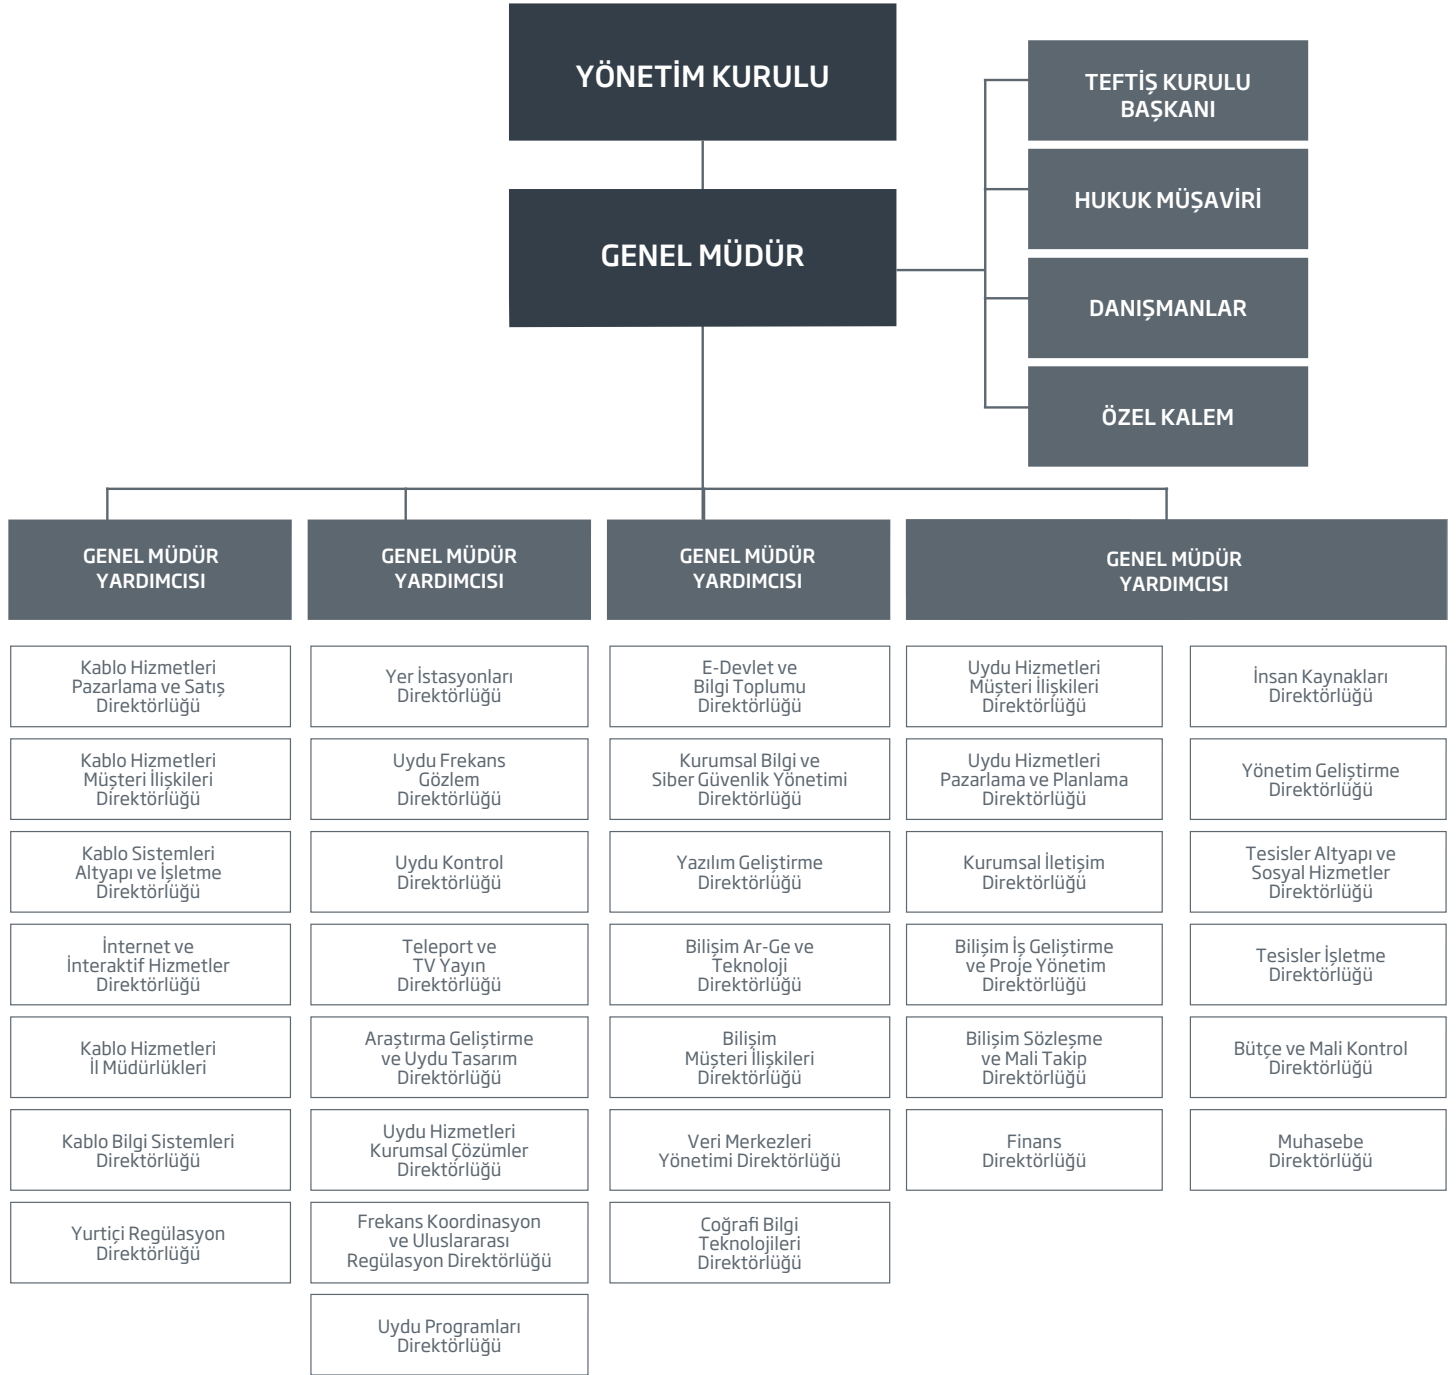 YÖNETİM KURULU
TEFTİŞ KURULU
BAŞKANI
HUKUK MÜŞAVİRİ
GENEL MÜDÜR
DANIŞMANLAR
ÖZEL KALEM
GENEL MÜDÜR
YARDIMCISI
Kablo Hizmetleri
Pazarlama ve Satış
Direktörlüğü
Kablo Hizmetleri
Müşteri İlişkileri
Direktörlüğü
Kablo Sistemleri
Altyapı ve İşletme
Direktörlüğü
İnternet ve
İnteraktif Hizmetler
Direktörlüğü
Kablo Hizmetleri
İl Müdürlükleri
Kablo Bilgi Sistemleri
Direktörlüğü
Yurtiçi Regülasyon
Direktörlüğü
GENEL MÜDÜR
YARDIMCISI
Yer İstasyonları
Direktörlüğü
Uydu Frekans
Gözlem
Direktörlüğü
Uydu Kontrol
Direktörlüğü
Teleport ve
TV Yayın
Direktörlüğü
Araştırma Geliştirme
ve Uydu Tasarım
Direktörlüğü
Uydu Hizmetleri
Kurumsal Çözümler
Direktörlüğü
Frekans Koordinasyon
ve Uluslararası
Regülasyon Direktörlüğü
Uydu Programları
Direktörlüğü
GENEL MÜDÜR
YARDIMCISI
E-Devlet ve
Bilgi Toplumu
Direktörlüğü
Kurumsal Bilgi ve
Siber Güvenlik Yönetimi
Direktörlüğü
Yazılım Geliştirme
Direktörlüğü
Bilişim Ar-Ge ve
Teknoloji
Direktörlüğü
Bilişim
Müşteri İlişkileri
Direktörlüğü
Veri Merkezleri
Yönetimi Direktörlüğü
Coğrafi Bilgi
Teknolojileri
Direktörlüğü
GENEL MÜDÜR
YARDIMCISI
Uydu Hizmetleri
Müşteri İlişkileri
Direktörlüğü
Uydu Hizmetleri
Pazarlama ve Planlama
Direktörlüğü
Kurumsal İletişim
Direktörlüğü
Bilişim İş Geliştirme
ve Proje Yönetim
Direktörlüğü
Bilişim Sözleşme
ve Mali Takip
Direktörlüğü
Finans
Direktörlüğü
İnsan Kaynakları
Direktörlüğü
Yönetim Geliştirme
Direktörlüğü
Tesisler Altyapı ve
Sosyal Hizmetler
Direktörlüğü
Tesisler İşletme
Direktörlüğü
Bütçe ve Mali Kontrol
Direktörlüğü
Muhasebe
Direktörlüğü